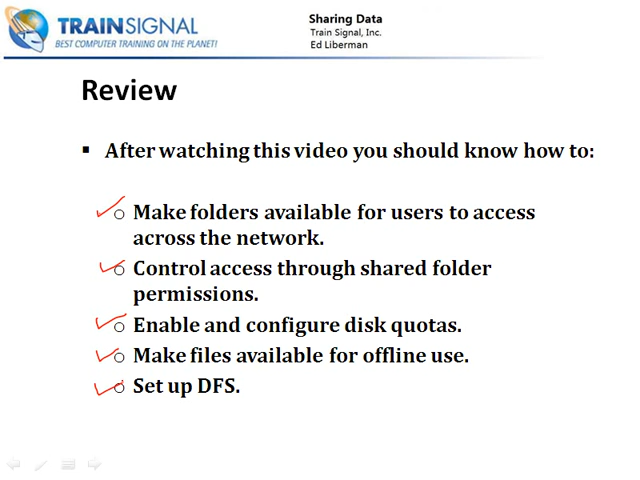 TRAINSIGNAL
BEST COMPUTER TRAINING ON THE PLANET!
Sharing Data
Train Signal, Inc.
Ed Liberman
Review
▪ After watching this video you should know how to:
o Make folders available for users to access
across the network.
o Control access through shared folder
permissions.
o Enable and configure disk quotas.
o Make files available for offline use.
o Set up DFS.